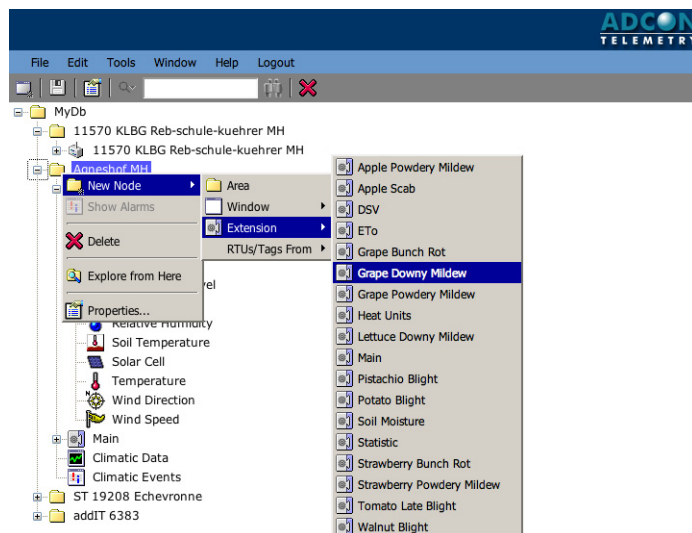 ADCON
TELEMETRY
File Edit Tools Window Help Logout
MyDb
11570 KLBG Reb-schule-kuehrer MH
11570 KLBG Reb-schule-kuehrer MH
Agneshof MH
New Node
Show Alarms
Delete
Explore from Here
Properties...
Area
Window
Extension
RTUs/Tags From
Apple Powdery Mildew
Apple Scab
DSV
ETo
Grape Bunch Rot
Grape Downy Mildew
Grape Powdery Mildew
Heat Units
Lettuce Downy Mildew
Main
Pistachio Blight
Potato Blight
Soil Moisture
Statistic
Strawberry Bunch Rot
Strawberry Powdery Mildew
Tomato Late Blight
Walnut Blight
Relative Humidity
Soil Temperature
Solar Cell
Temperature
Wind Direction
Wind Speed
Main
Climatic Data
Climatic Events
ST 19208 Echevronne
addIT 6383